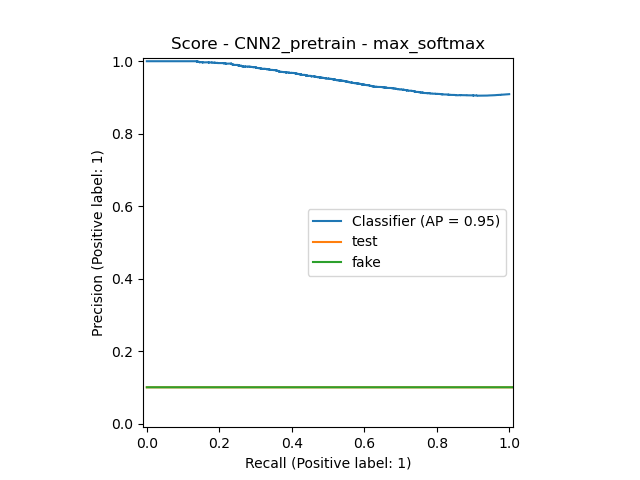 Score - CNN2_pretrain - max_softmax
1.0
0.8
0.6
0.4
0.2
0.0
Precision (Positive label: 1)
Classifier (AP = 0.95)
test
fake
0.0 0.2 0.4 0.6 0.8 1.0
Recall (Positive label: 1)